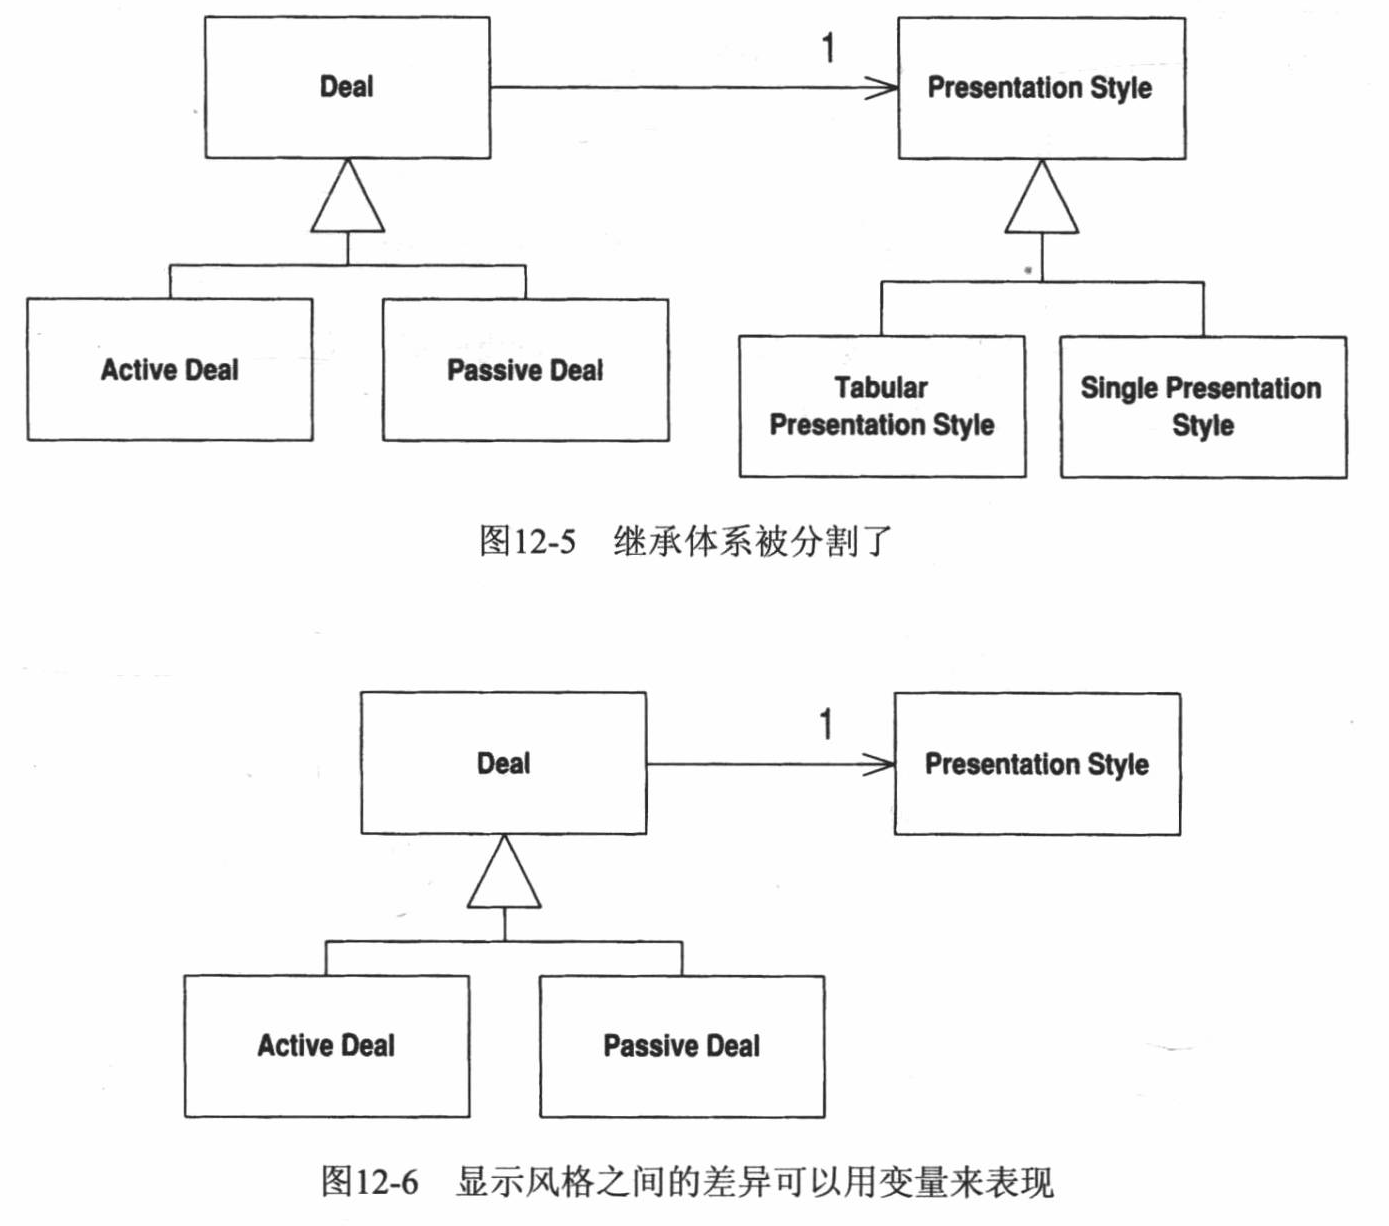 1
Deal
Presentation Style
Active Deal
Passive Deal
Tabular
Presentation Style
Single Presentation
Style
图12-5 继承体系被分割了
1
Deal
Presentation Style
Active Deal
Passive Deal
图12-6 显示风格之间的差异可以用变量来表现